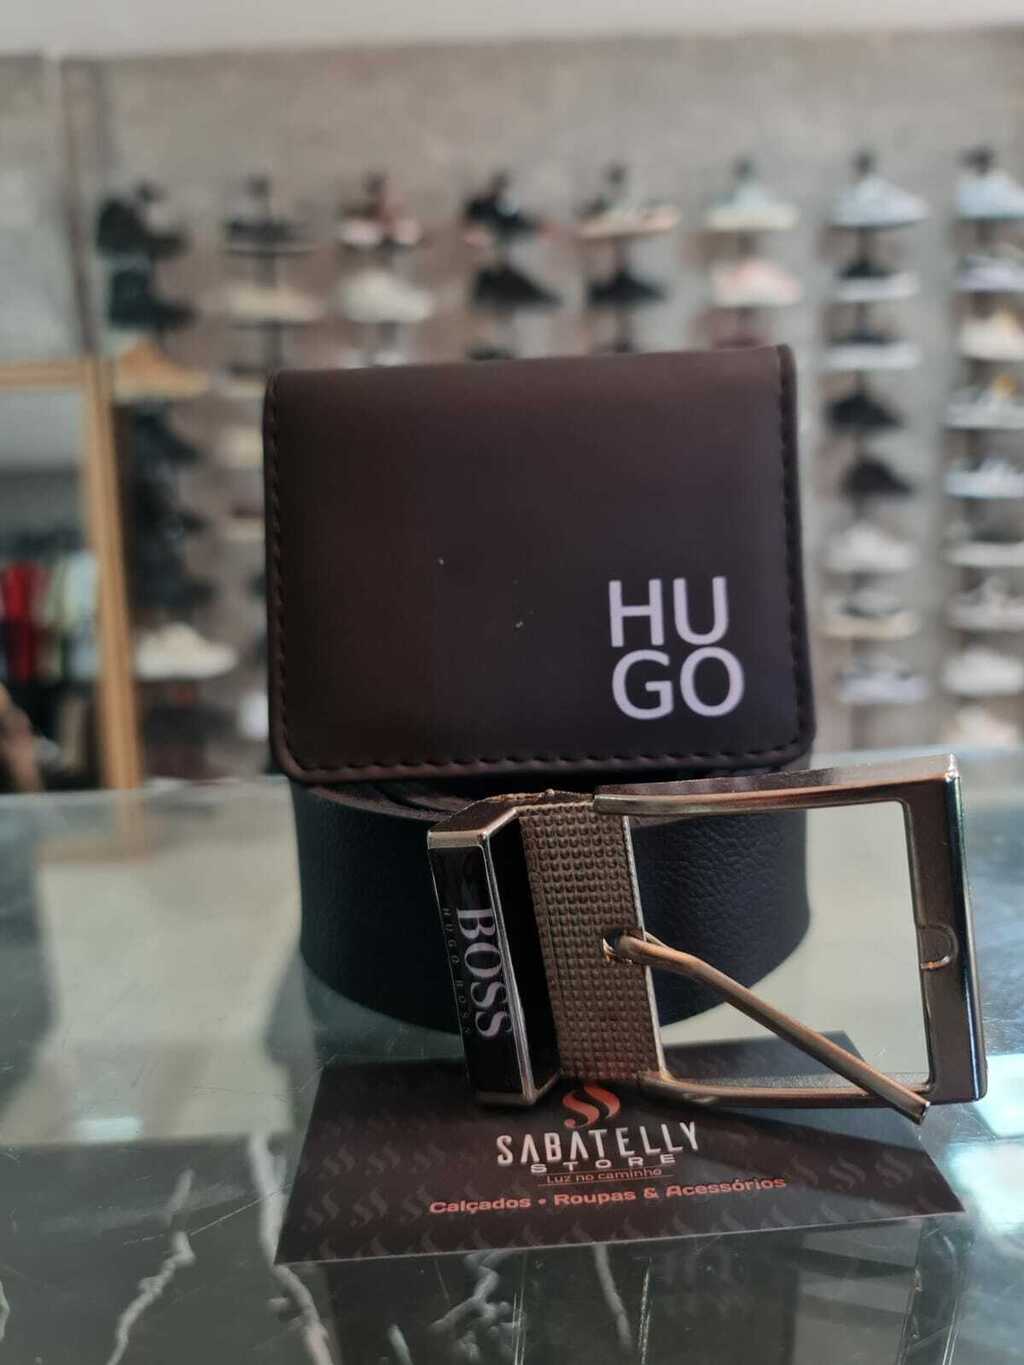 HU
GO
BOSS
HUGO BOSS
SABATELLY
STORE
Luz no caminho
Calçados • Roupas & Acessórios